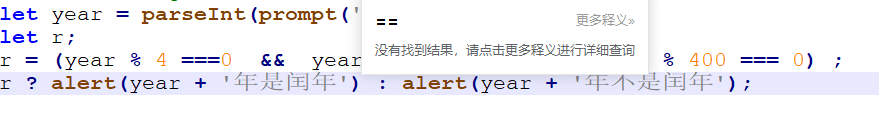 let year = parseInt(prompt('
let r;
r = (year % 4 ===0  &&  year
% 400 === 0) ;
r ? alert(year + '年是闰年') : alert(year + '年不是闰年');
==
更多释义»
没有找到结果，请点击更多释义进行详细查询